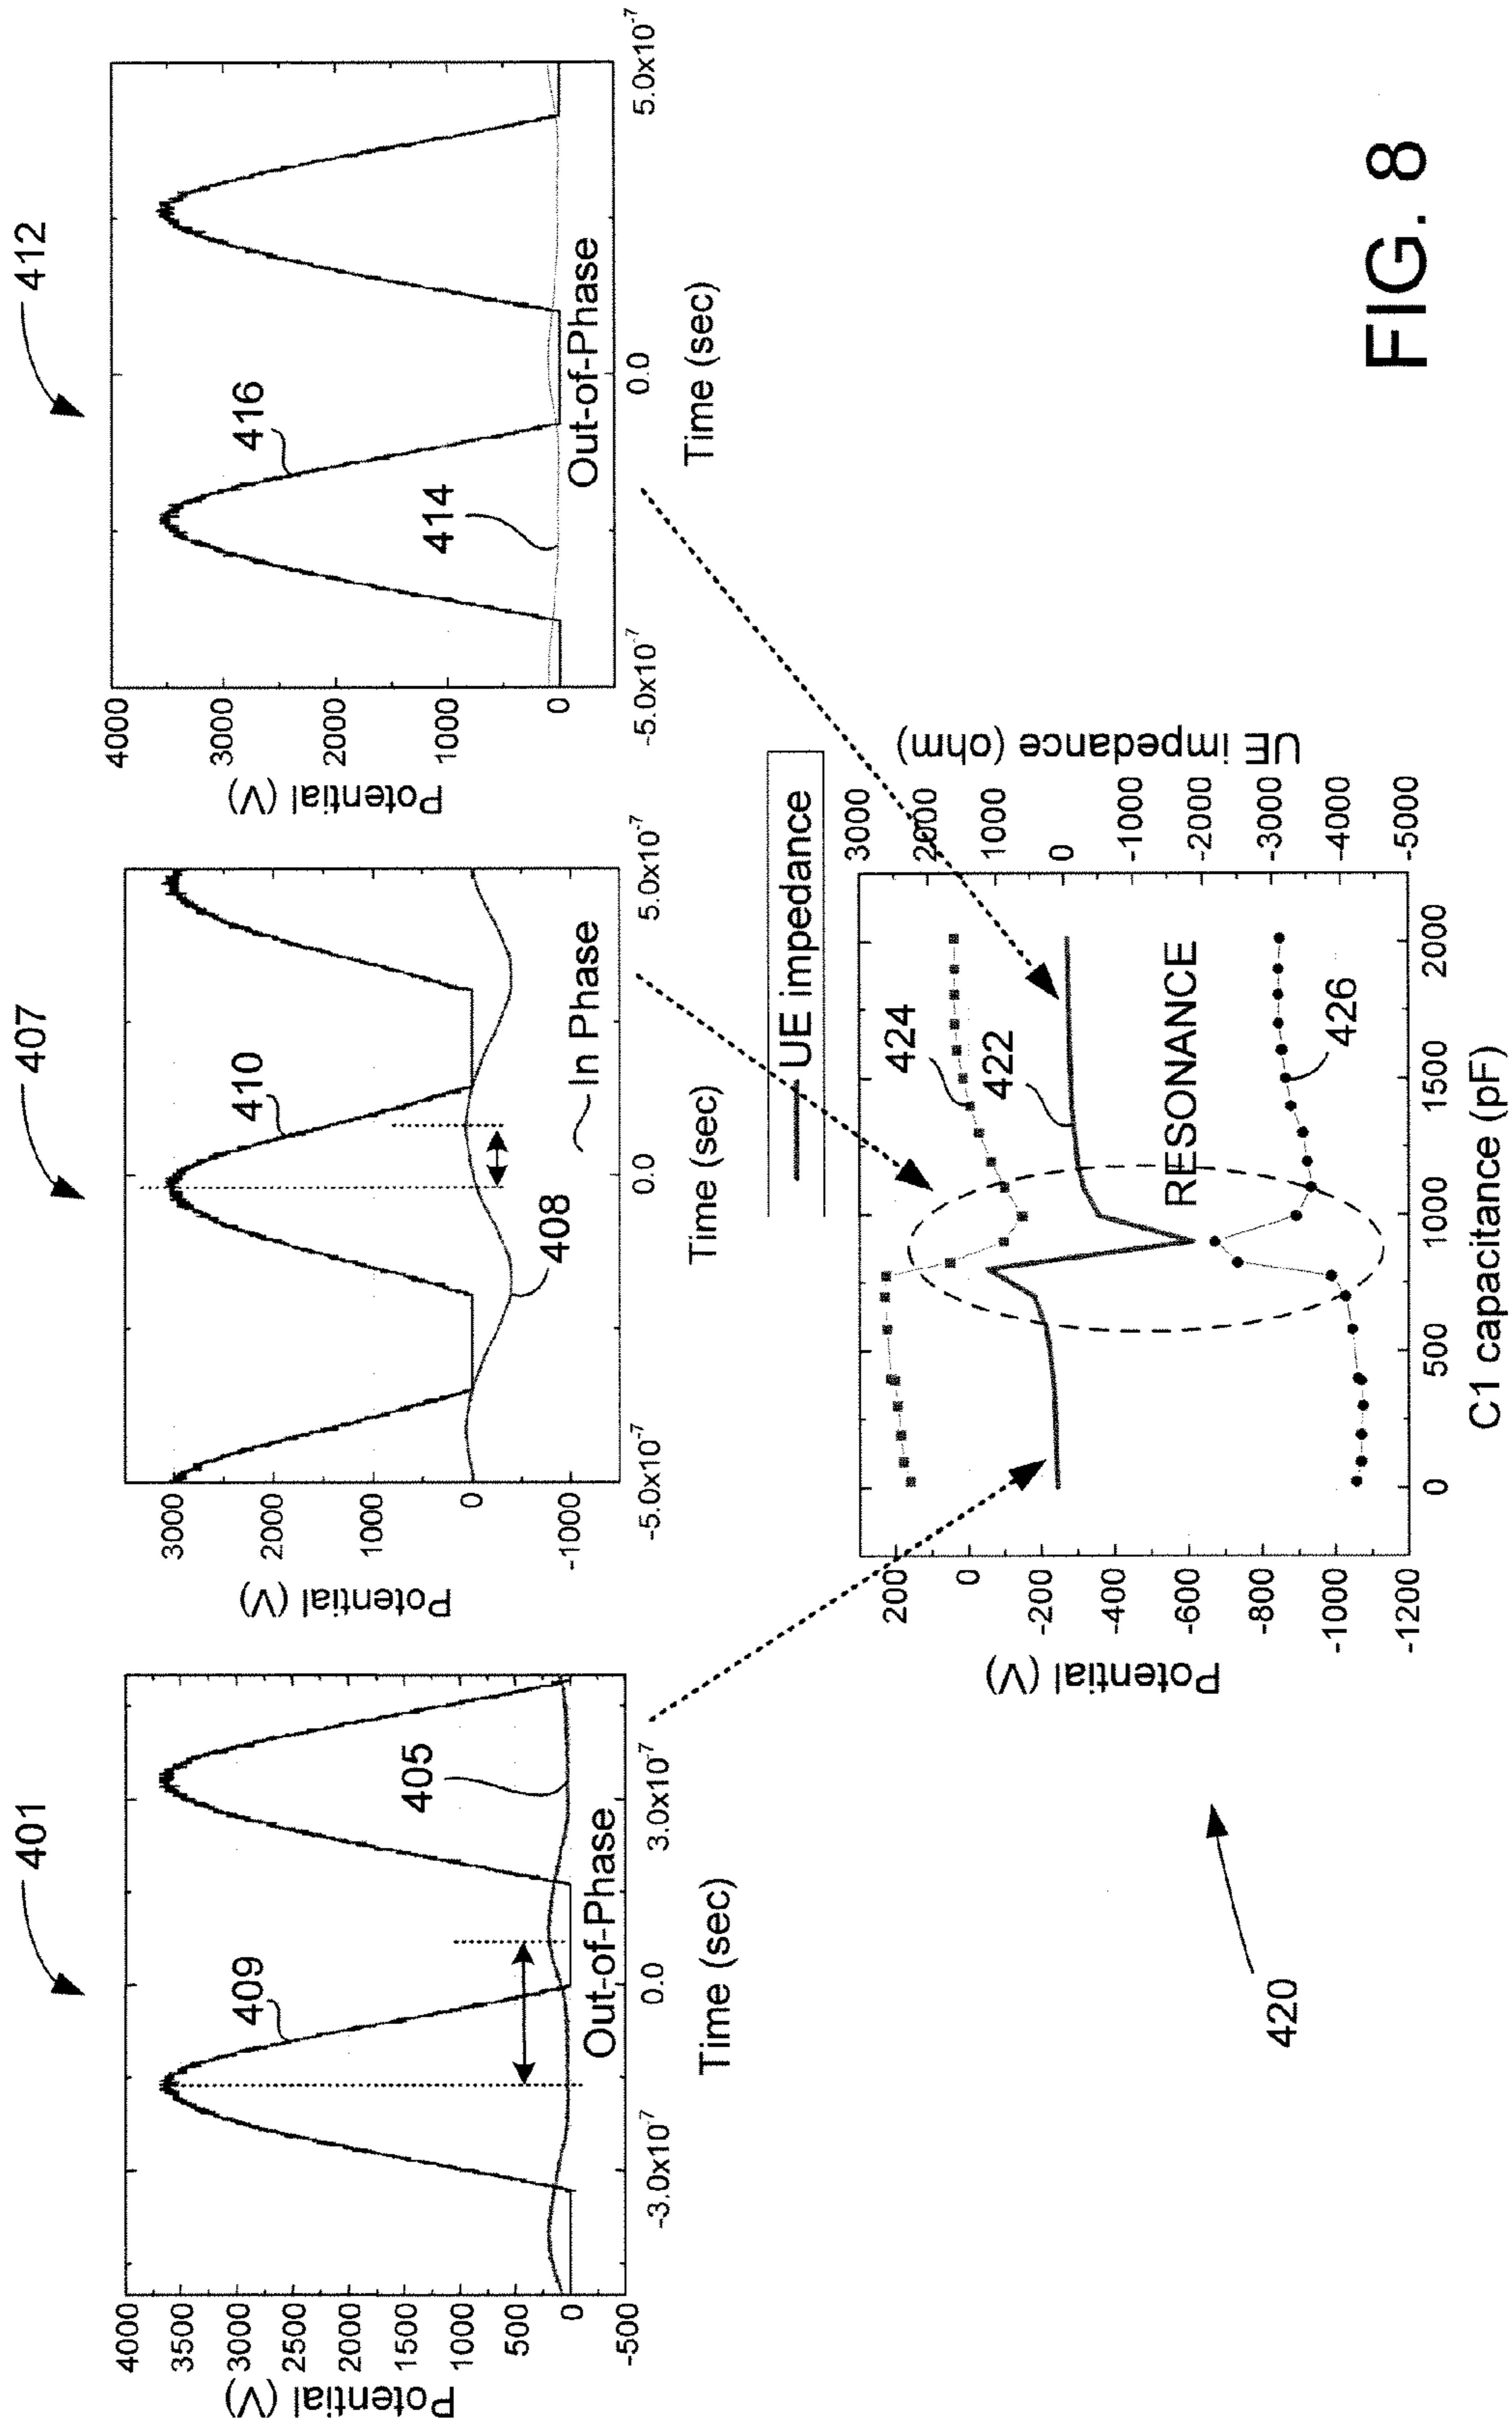 401
Potential (V)
4000
3500
3000
2500
2000
1500
1000
500
0
-500
409
405
Out-of-Phase
-3.0x10-7
0.0
3.0x10-7
Time (sec)
407
Potential (V)
3000
2000
1000
0
-1000
410
408
In Phase
-5.0x10-7
0.0
5.0x10-7
Time (sec)
412
Potential (V)
4000
3000
2000
1000
0
416
414
Out-of-Phase
-5.0x10-7
0.0
5.0x10-7
Time (sec)
420
UE impedance
Potential (V)
200
0
-200
-400
-600
-800
-1000
-1200
424
422
RESONANCE
426
UE impedance (ohm)
3000
2000
1000
0
-1000
-2000
-3000
-4000
-5000
0
500
1000
1500
2000
C1 capacitance (pF)
FIG. 8